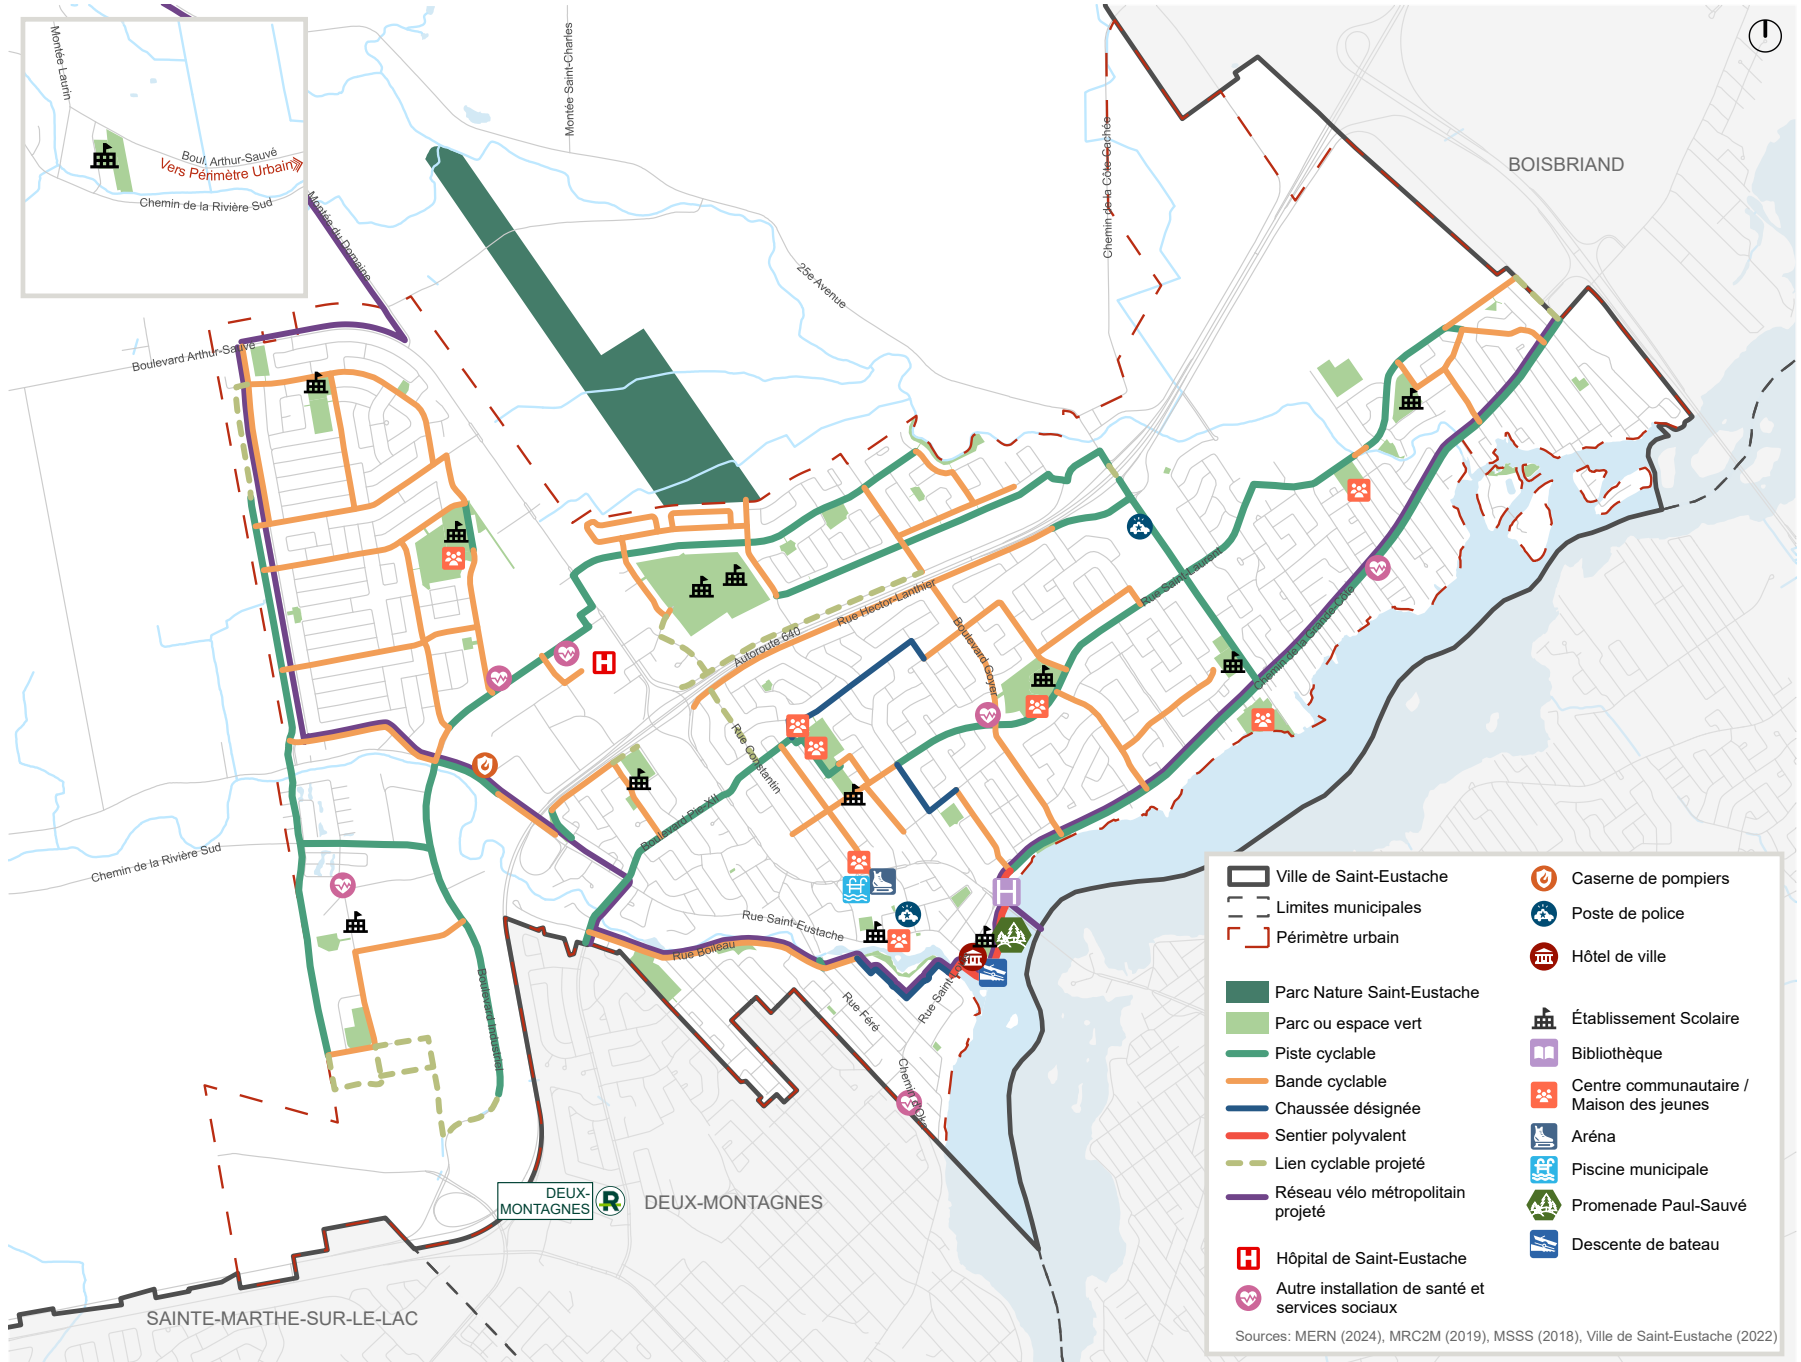 Montée Laurin
Boul. Arthur-Sauvé
Vers Périmètre Urbain
Chemin de la Rivière Sud
Montée du Domaine
Montée Saint-Charles
25e Avenue
Chemin de la Côte Cachée
BOISBRIAND
Boulevard Arthur-Sauvé
Rue Hector-Lanthier
Autoroute 640
Boulevard Goyer
Rue Saint-Laurent
Chemin de la Grande-Côte
Rue Constantin
Boulevard Pie-XII
Chemin de la Rivière Sud
Rue Saint-Eustache
Rue Boileau
Rue Féré
Chemin d'Oka
Boulevard Industriel
H
DEUX-
MONTAGNES
R
DEUX-MONTAGNES
SAINTE-MARTHE-SUR-LE-LAC
Ville de Saint-Eustache
Limites municipales
Périmètre urbain
Parc Nature Saint-Eustache
Parc ou espace vert
Piste cyclable
Bande cyclable
Chaussée désignée
Sentier polyvalent
Lien cyclable projeté
Réseau vélo métropolitain
projeté
H
Hôpital de Saint-Eustache
Autre installation de santé et
services sociaux
Caserne de pompiers
Poste de police
Hôtel de ville
Établissement Scolaire
Bibliothèque
Centre communautaire /
Maison des jeunes
Aréna
Piscine municipale
Promenade Paul-Sauvé
Descente de bateau
Sources: MERN (2024), MRC2M (2019), MSSS (2018), Ville de Saint-Eustache (2022)